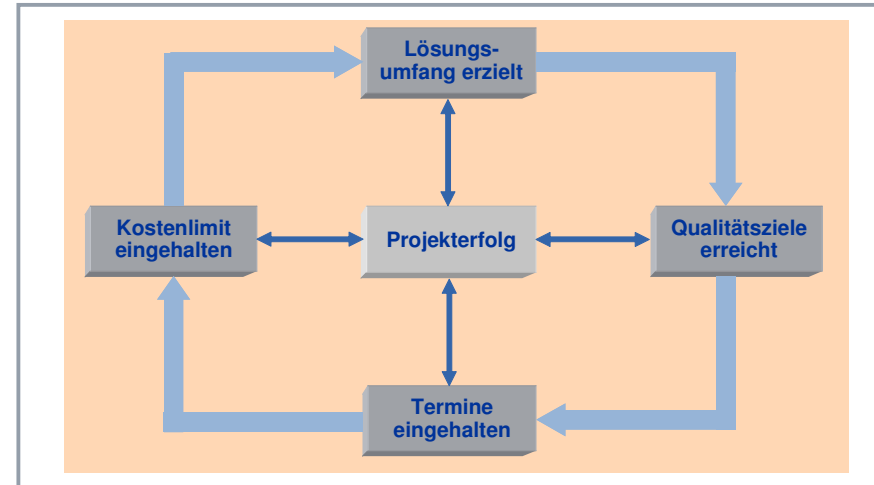 Lösungs-
umfang erzielt
Kostenlimit
eingehalten
Projekterfolg
Qualitätsziele
erreicht
Termine
eingehalten